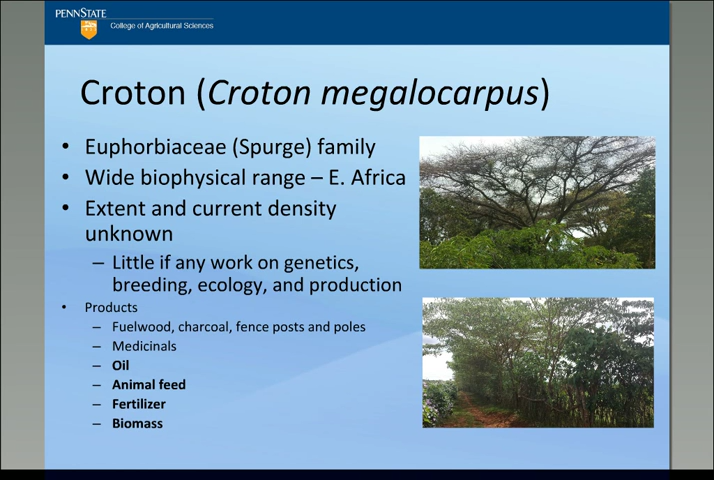 PENNSTATE
College of Agricultural Sciences
Croton (Croton megalocarpus)
• Euphorbiaceae (Spurge) family
• Wide biophysical range – E. Africa
• Extent and current density
unknown
– Little if any work on genetics,
breeding, ecology, and production
• Products
– Fuelwood, charcoal, fence posts and poles
– Medicinals
– Oil
– Animal feed
– Fertilizer
– Biomass